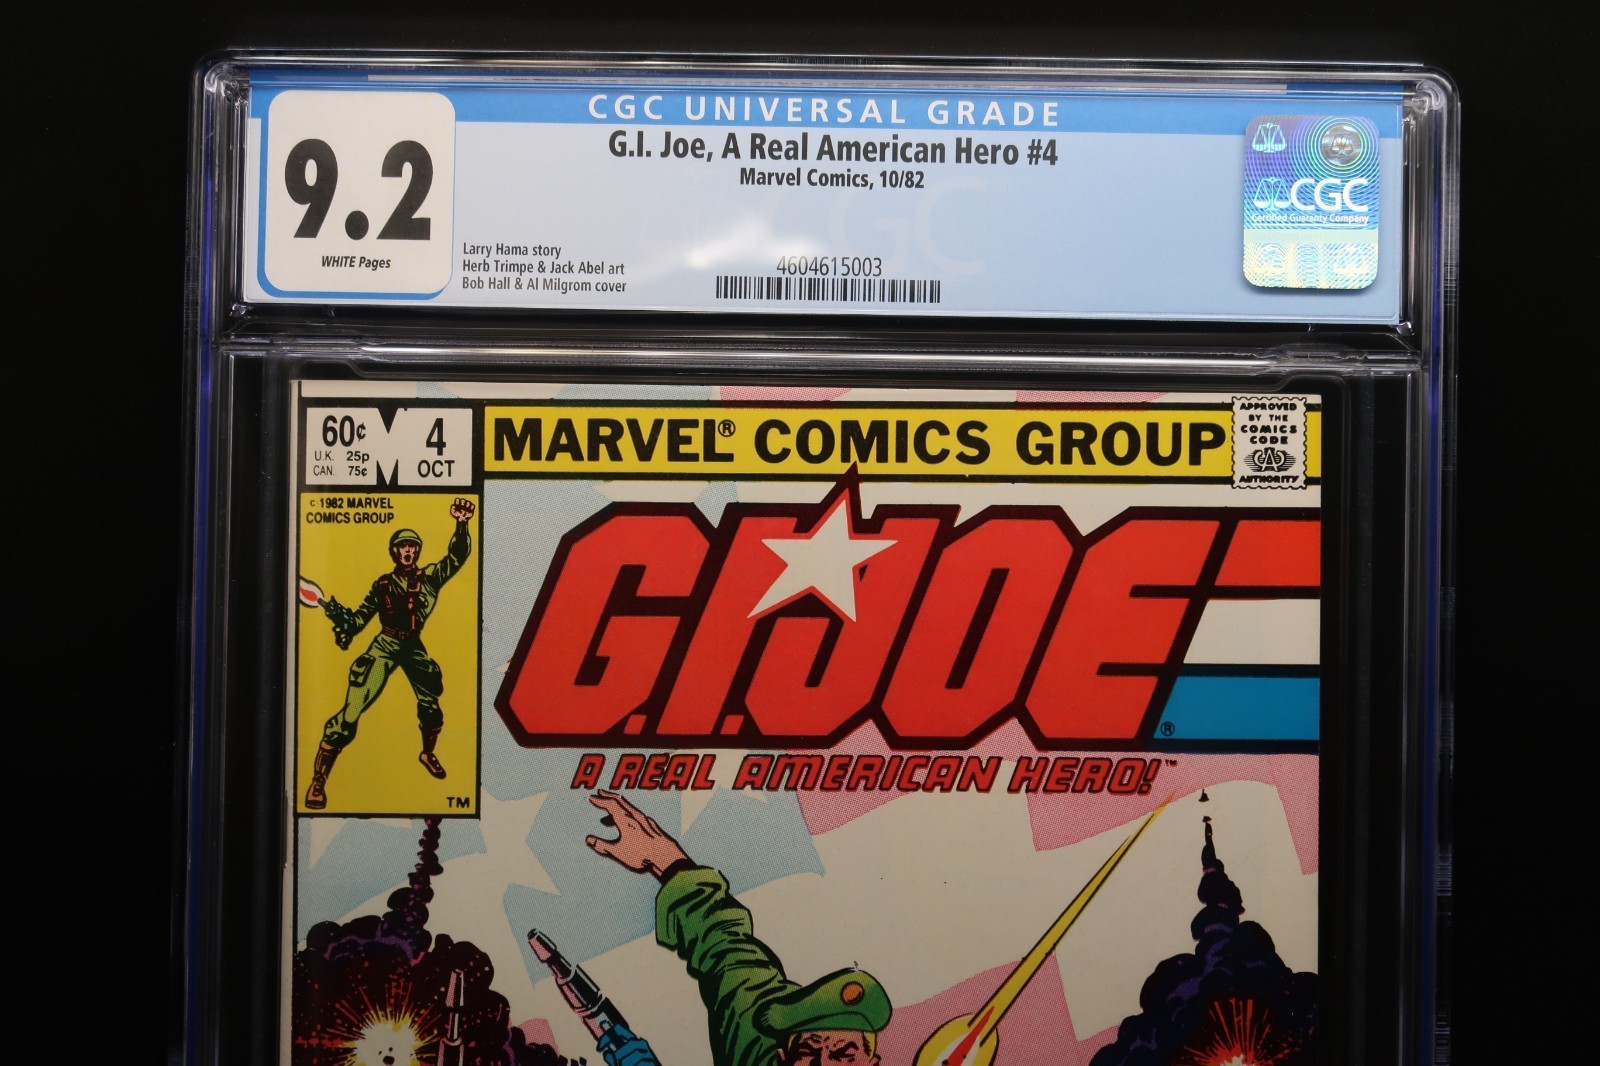 CGC UNIVERSAL GRADE
G.I. Joe, A Real American Hero #4
Marvel Comics, 10/82
9.2
WHITE Pages
Larry Hama story
Herb Trimpe & Jack Abel art
Bob Hall & Al Milgrom cover
4604615003
CGC
CGC
Certified Guaranty Company
60¢
U.K. 25p
CAN. 75¢
M
4
OCT
MARVEL® COMICS GROUP
APPROVED
BY THE
COMICS
CODE
CA
AUTHORITY
© 1982 MARVEL
COMICS GROUP
TM
G.I. JOE®
A REAL AMERICAN HERO!™